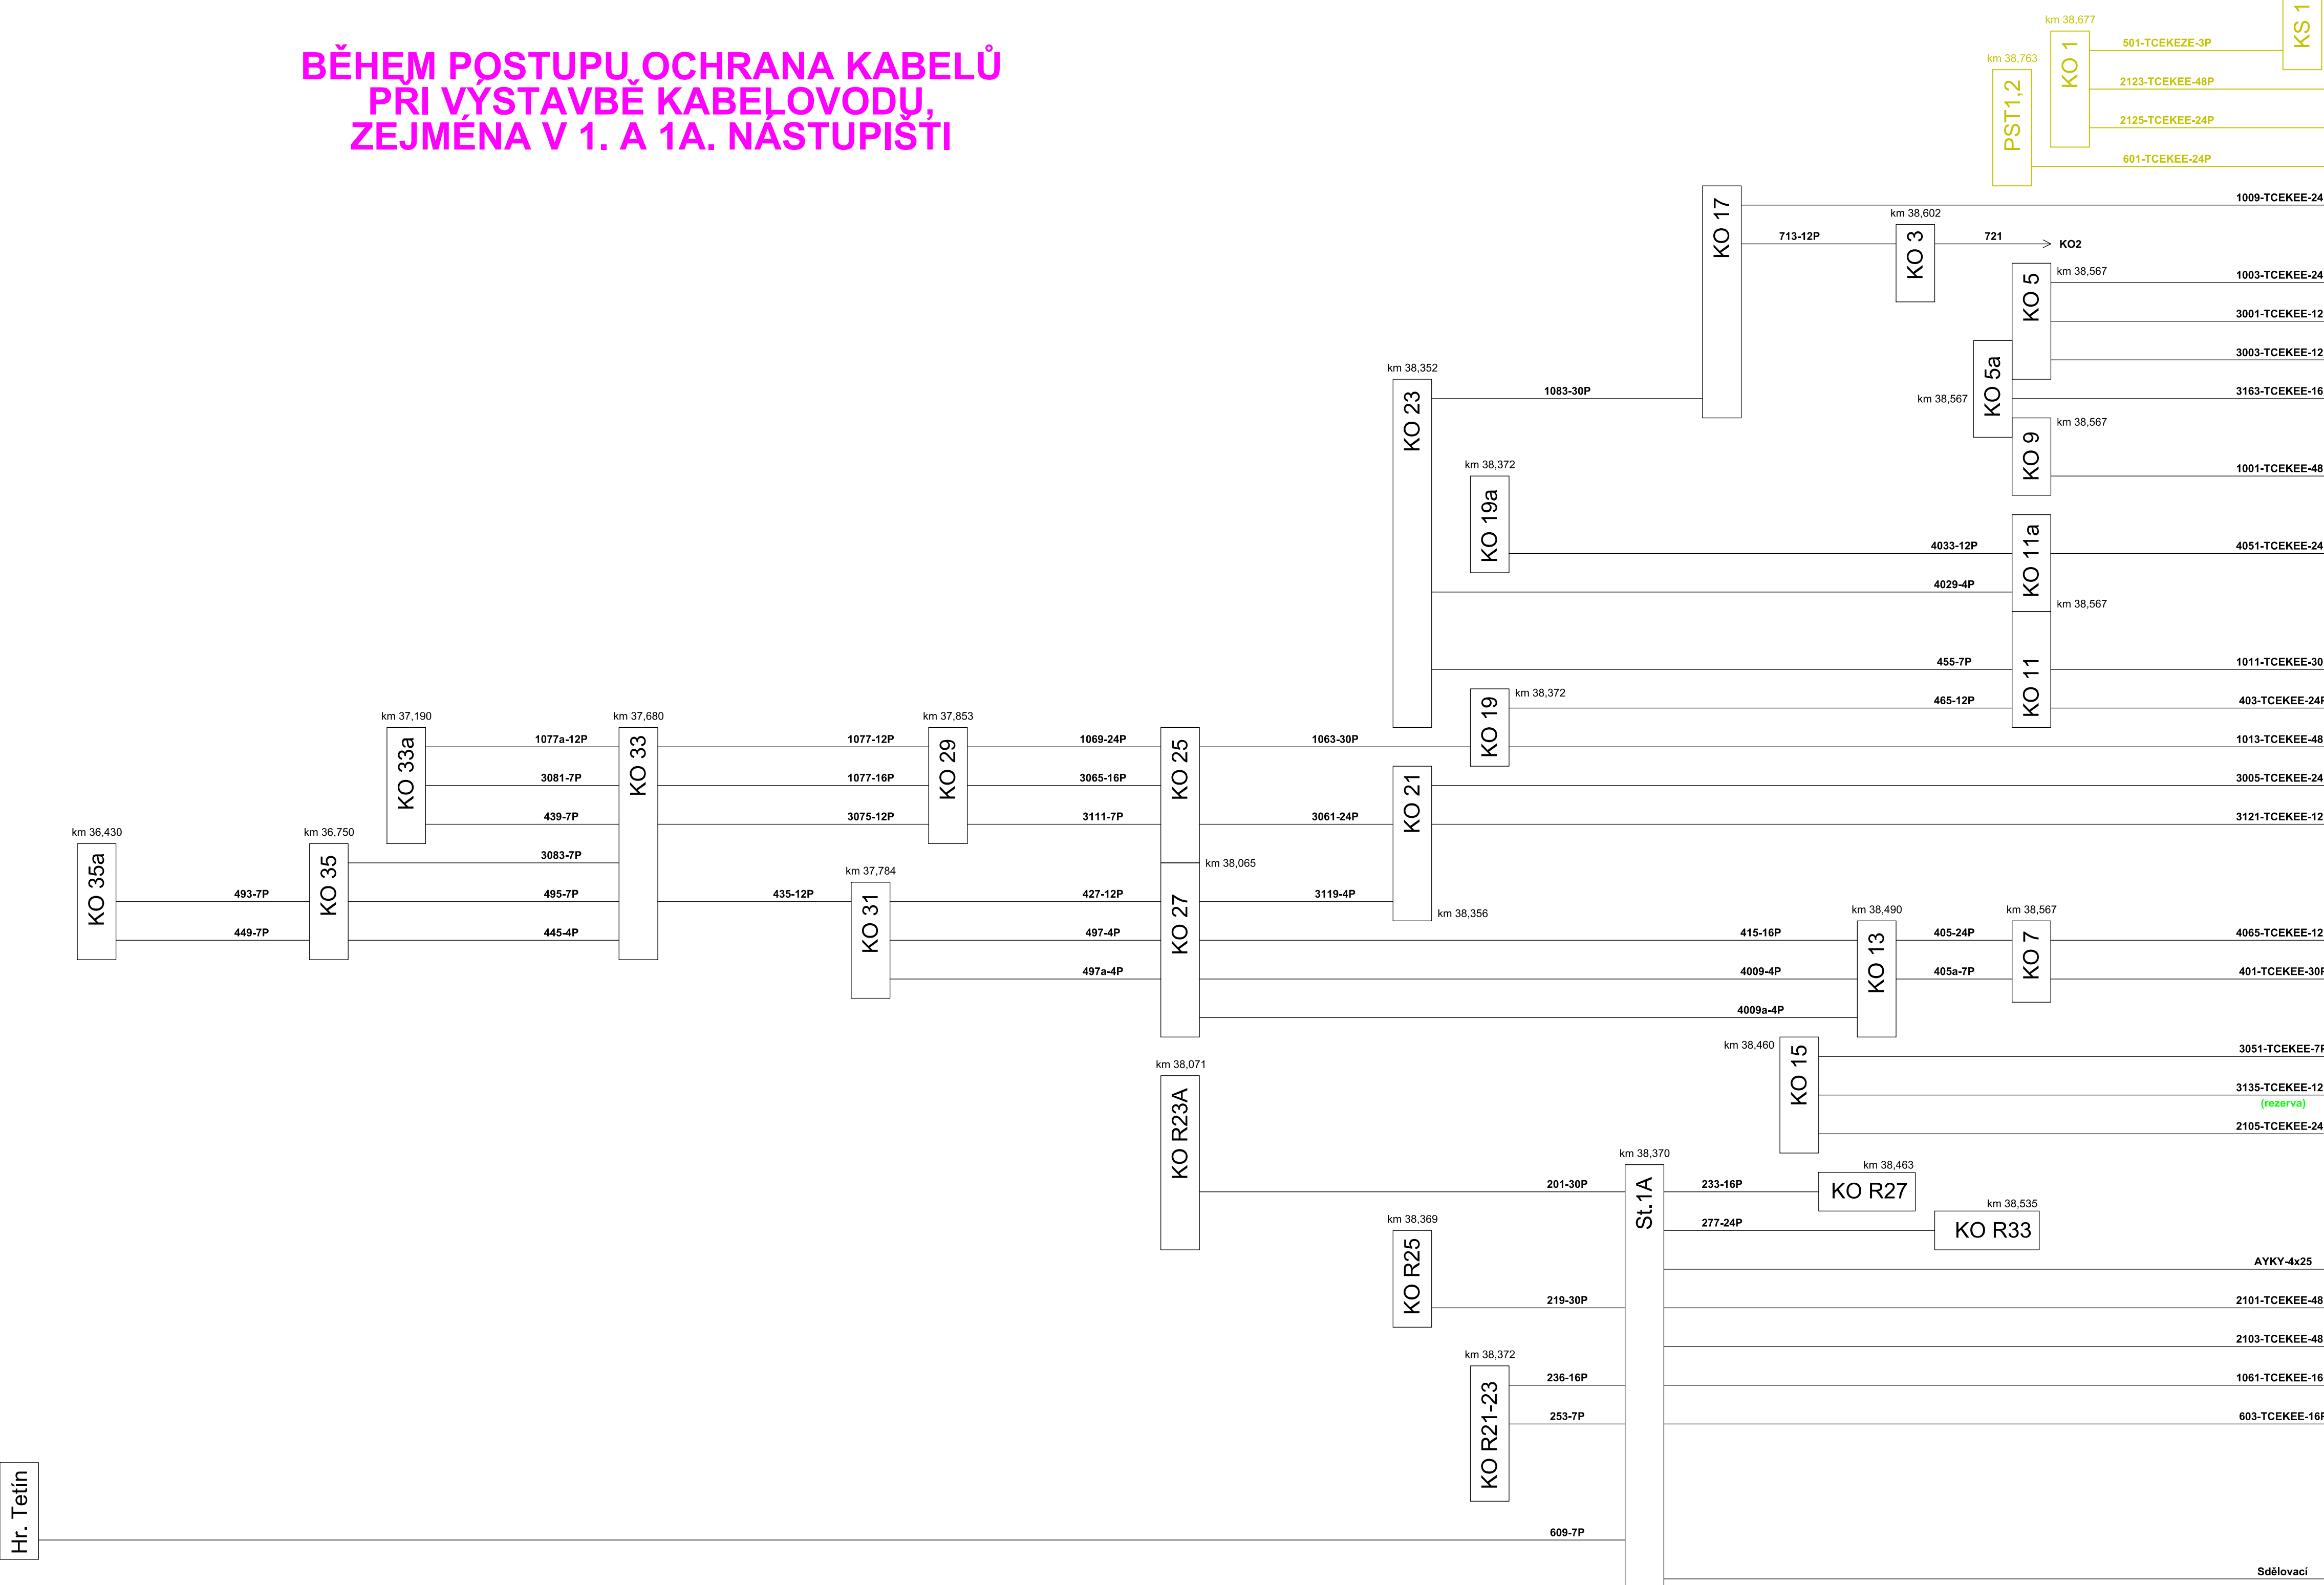 BĚHEM POSTUPU OCHRANA KABELŮ
PŘI VÝSTAVBĚ KABELOVODU,
ZEJMÉNA V 1. A 1A. NÁSTUPIŠTI
KS 1
km 38,677
KO 1
501-TCEKEZE-3P
km 38,763
PST1,2
2123-TCEKEE-48P
2125-TCEKEE-24P
601-TCEKEE-24P
KO 17
1009-TCEKEE-24
km 38,602
713-12P
KO 3
721
KO2
km 38,567
KO 5
1003-TCEKEE-24
3001-TCEKEE-12
3003-TCEKEE-12
km 38,352
KO 23
1083-30P
km 38,567
KO 5a
3163-TCEKEE-16
km 38,567
KO 9
1001-TCEKEE-48
km 38,372
KO 19a
4033-12P
KO 11a
4051-TCEKEE-24
4029-4P
km 38,567
455-7P
KO 11
1011-TCEKEE-30
km 38,372
KO 19
465-12P
403-TCEKEE-24P
km 37,190
km 37,680
km 37,853
KO 33a
1077a-12P
KO 33
1077-12P
KO 29
1069-24P
KO 25
1063-30P
1013-TCEKEE-48
3081-7P
1077-16P
3065-16P
KO 21
3005-TCEKEE-24
439-7P
3075-12P
3111-7P
3061-24P
3121-TCEKEE-12
km 36,430
km 36,750
KO 35a
KO 35
3083-7P
km 37,784
km 38,065
493-7P
495-7P
435-12P
KO 31
427-12P
KO 27
3119-4P
km 38,356
km 38,490
km 38,567
449-7P
445-4P
497-4P
415-16P
KO 13
405-24P
KO 7
4065-TCEKEE-12
497a-4P
4009-4P
405a-7P
401-TCEKEE-30P
4009a-4P
km 38,460
KO 15
3051-TCEKEE-7P
km 38,071
KO R23A
3135-TCEKEE-12
(rezerva)
2105-TCEKEE-24
km 38,370
St.1A
km 38,463
201-30P
233-16P
KO R27
km 38,535
km 38,369
KO R25
277-24P
KO R33
AYKY-4x25
219-30P
2101-TCEKEE-48
2103-TCEKEE-48
km 38,372
KO R21-23
236-16P
1061-TCEKEE-16
253-7P
603-TCEKEE-16P
Hr. Tetín
609-7P
Sdělovací